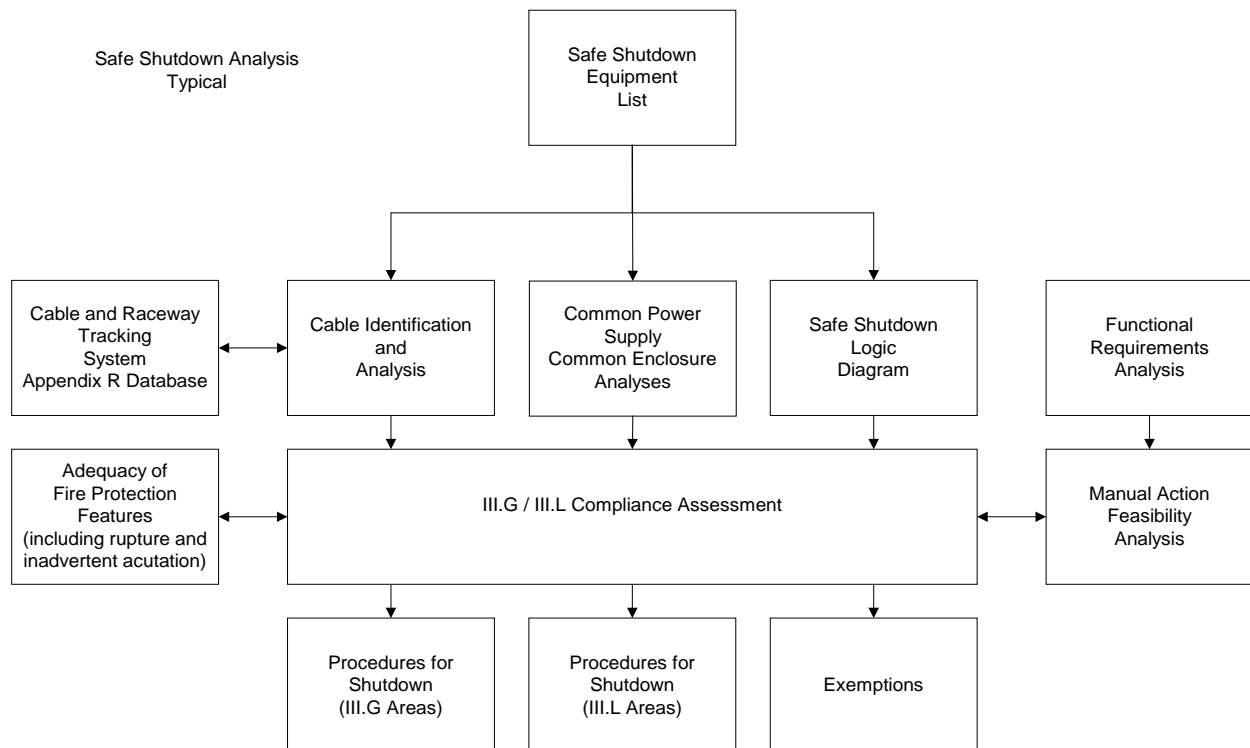 Safe Shutdown Analysis
Typical
Safe Shutdown
Equipment
List
Cable and Raceway
Tracking
System
Appendix R Database
Cable Identification
and
Analysis
Common Power
Supply
Common Enclosure
Analyses
Safe Shutdown
Logic
Diagram
Functional
Requirements
Analysis
Adequacy of
Fire Protection
Features
(including rupture and
inadvertent acutation)
III.G / III.L Compliance Assessment
Manual Action
Feasibility
Analysis
Procedures for
Shutdown
(III.G Areas)
Procedures for
Shutdown
(III.L Areas)
Exemptions